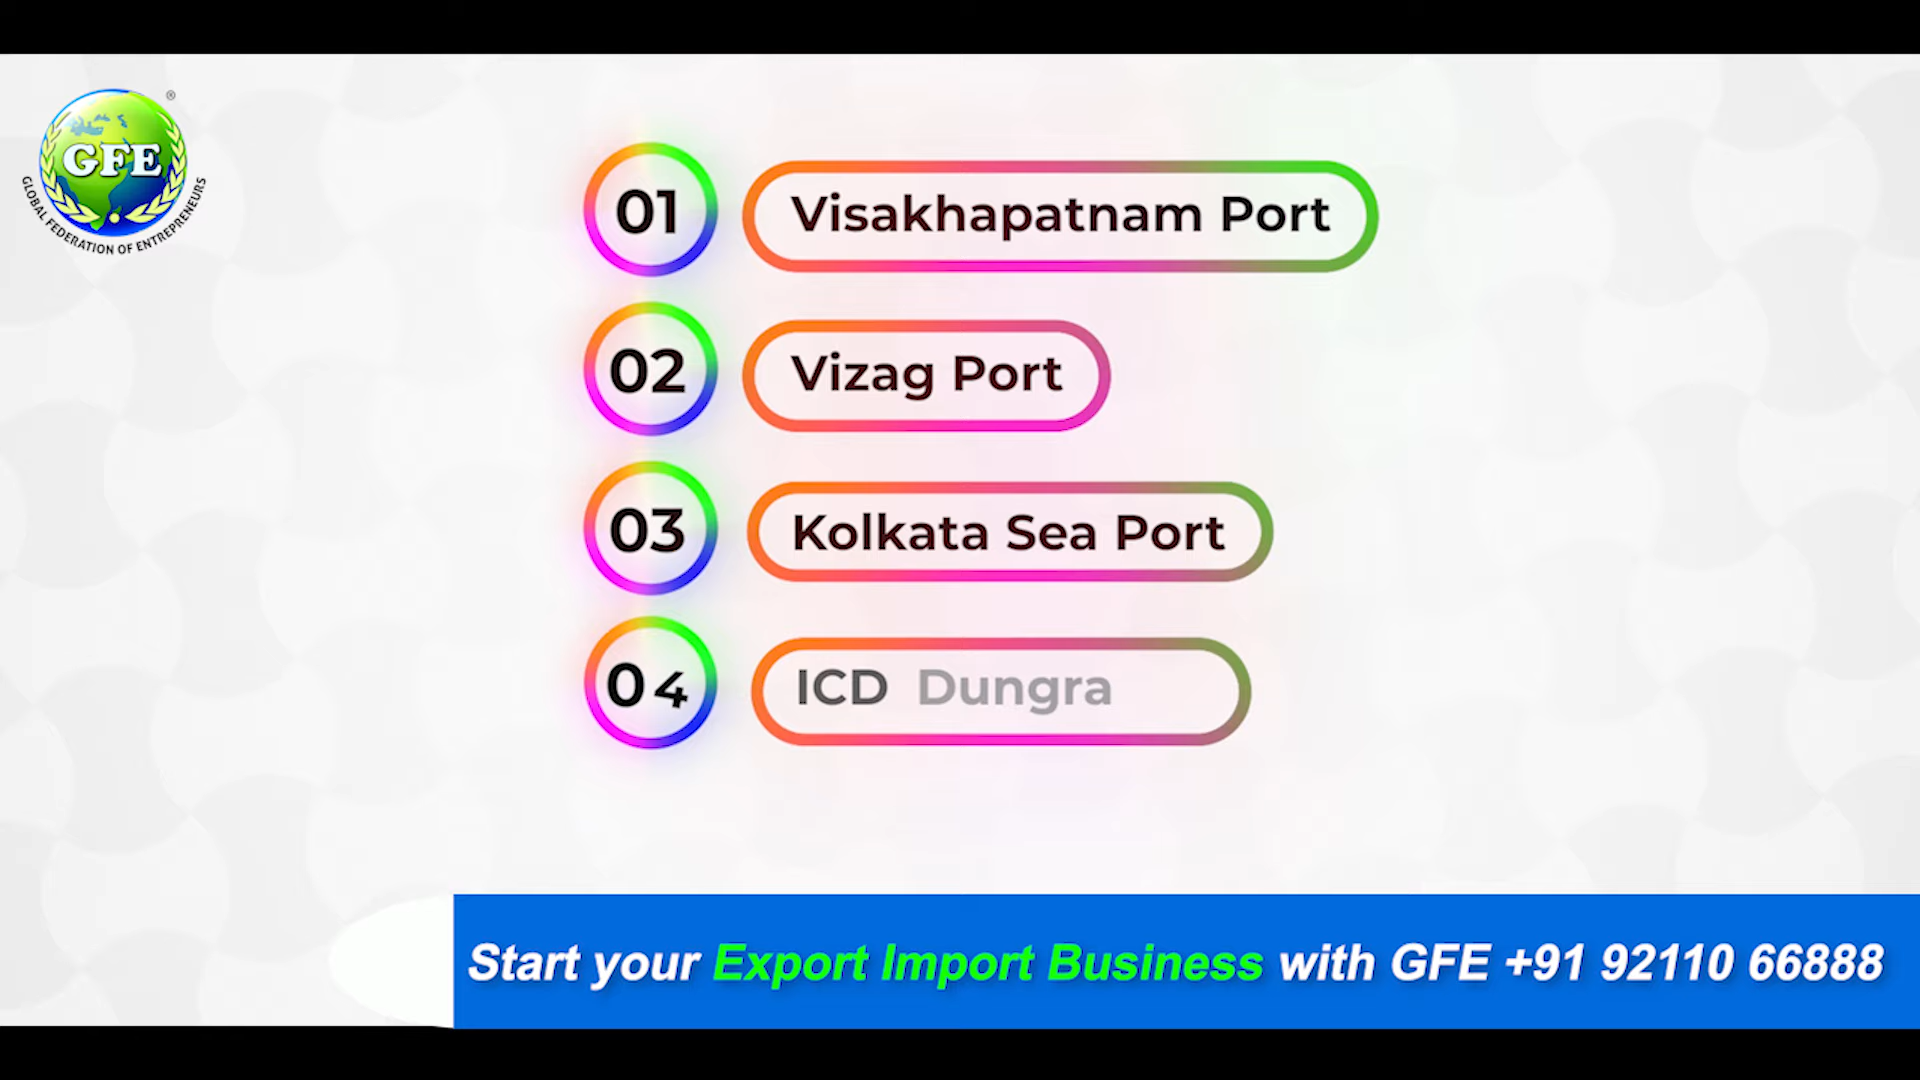 ®
GFE
GLOBAL FEDERATION OF ENTREPRENEURS
01 Visakhapatnam Port
02 Vizag Port
03 Kolkata Sea Port
04 ICD Dungra
Start your Export Import Business with GFE +91 92110 66888